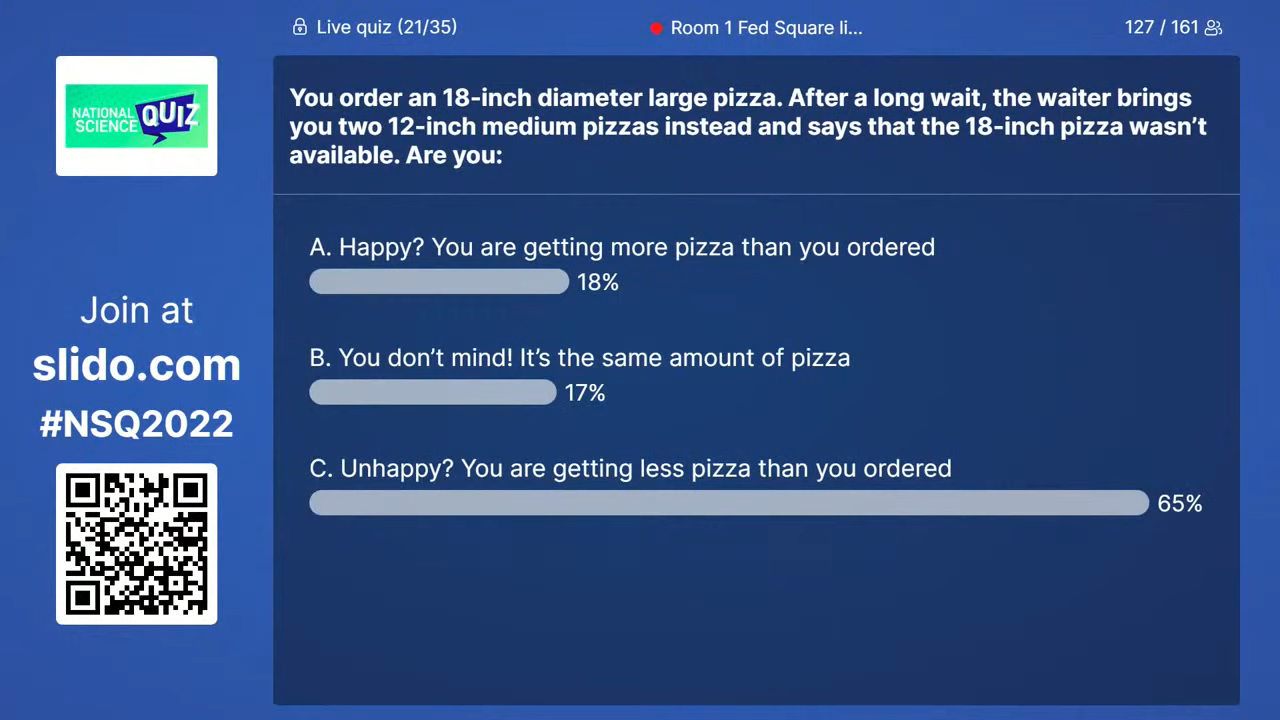 Live quiz (21/35)
Room 1 Fed Square li...
127 / 161
NATIONAL
SCIENCE
QUIZ
You order an 18-inch diameter large pizza. After a long wait, the waiter brings
you two 12-inch medium pizzas instead and says that the 18-inch pizza wasn’t
available. Are you:
A. Happy? You are getting more pizza than you ordered
18%
B. You don’t mind! It’s the same amount of pizza
17%
C. Unhappy? You are getting less pizza than you ordered
65%
Join at
slido.com
#NSQ2022